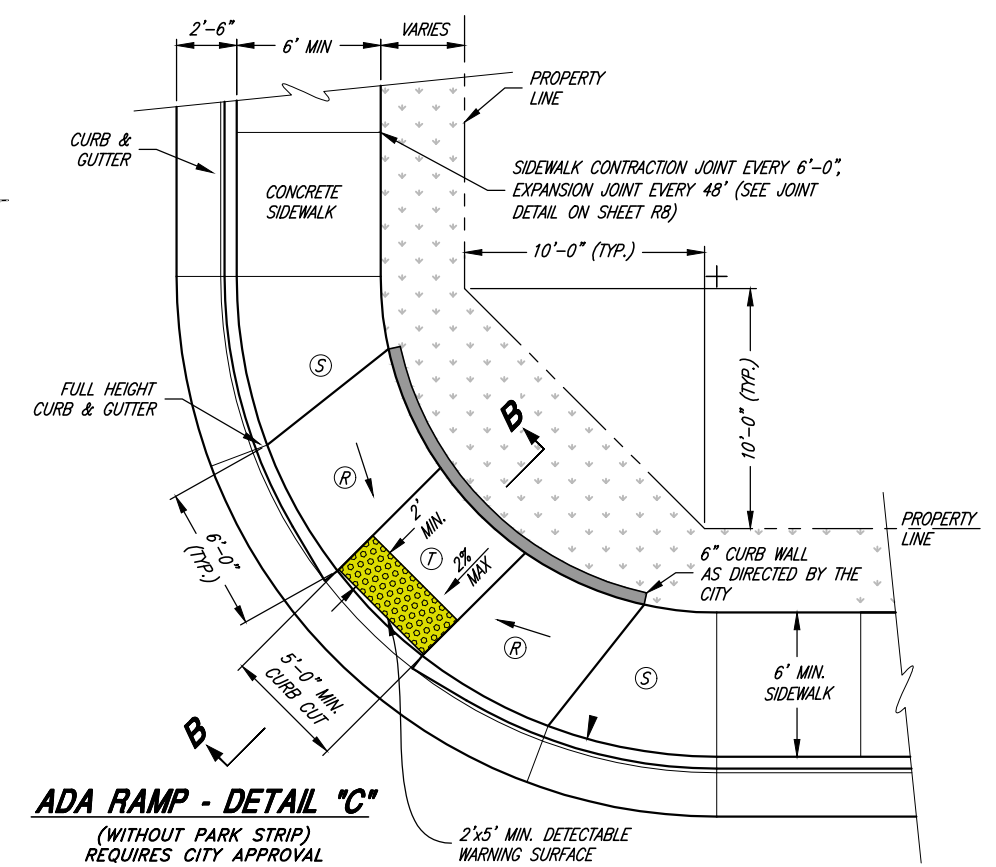 2'-6"
6' MIN
VARIES
PROPERTY
LINE
CURB &
GUTTER
CONCRETE
SIDEWALK
SIDEWALK CONTRACTION JOINT EVERY 6'-0",
EXPANSION JOINT EVERY 48' (SEE JOINT
DETAIL ON SHEET R8)
10'-0" (TYP.)
10'-0" (TYP.)
S
FULL HEIGHT
CURB & GUTTER
B
R
2'
MIN.
T
2%
MAX
6'-0"
(TYP.)
PROPERTY
LINE
6" CURB WALL
AS DIRECTED BY THE
CITY
R
S
6' MIN.
SIDEWALK
5'-0" MIN.
CURB CUT
B
ADA RAMP - DETAIL "C"
(WITHOUT PARK STRIP)
REQUIRES CITY APPROVAL
2'x5' MIN. DETECTABLE
WARNING SURFACE